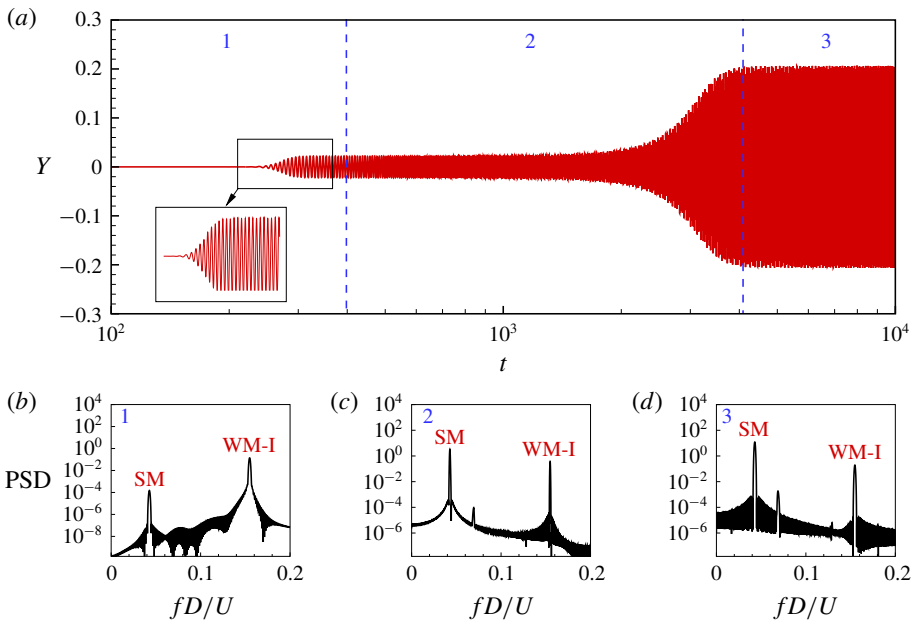 (a)
0.3
0.2
0.1
0
−0.1
−0.2
−0.3
Y
1 2 3
10^2 10^3 10^4
t
(b) (c) (d)
10^4 10^4 10^4
1 2 3
10^2 10^2 10^2
SM WM-I SM WM-I SM WM-I
10^0 10^0 10^0
PSD
10^−2 10^−2 10^−2
10^−4 10^−4 10^−4
10^−6 10^−6 10^−6
10^−8
0 0.1 0.2 0 0.1 0.2 0 0.1 0.2
fD/U fD/U fD/U